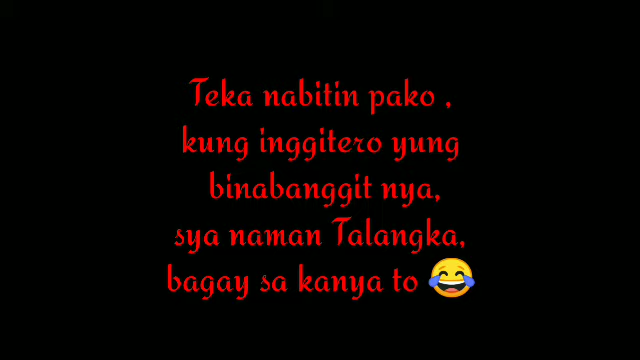 Teka nabitin pako ,
kung inggitero yung
binabanggit nya,
sya naman Talangka,
bagay sa kanya to 😂